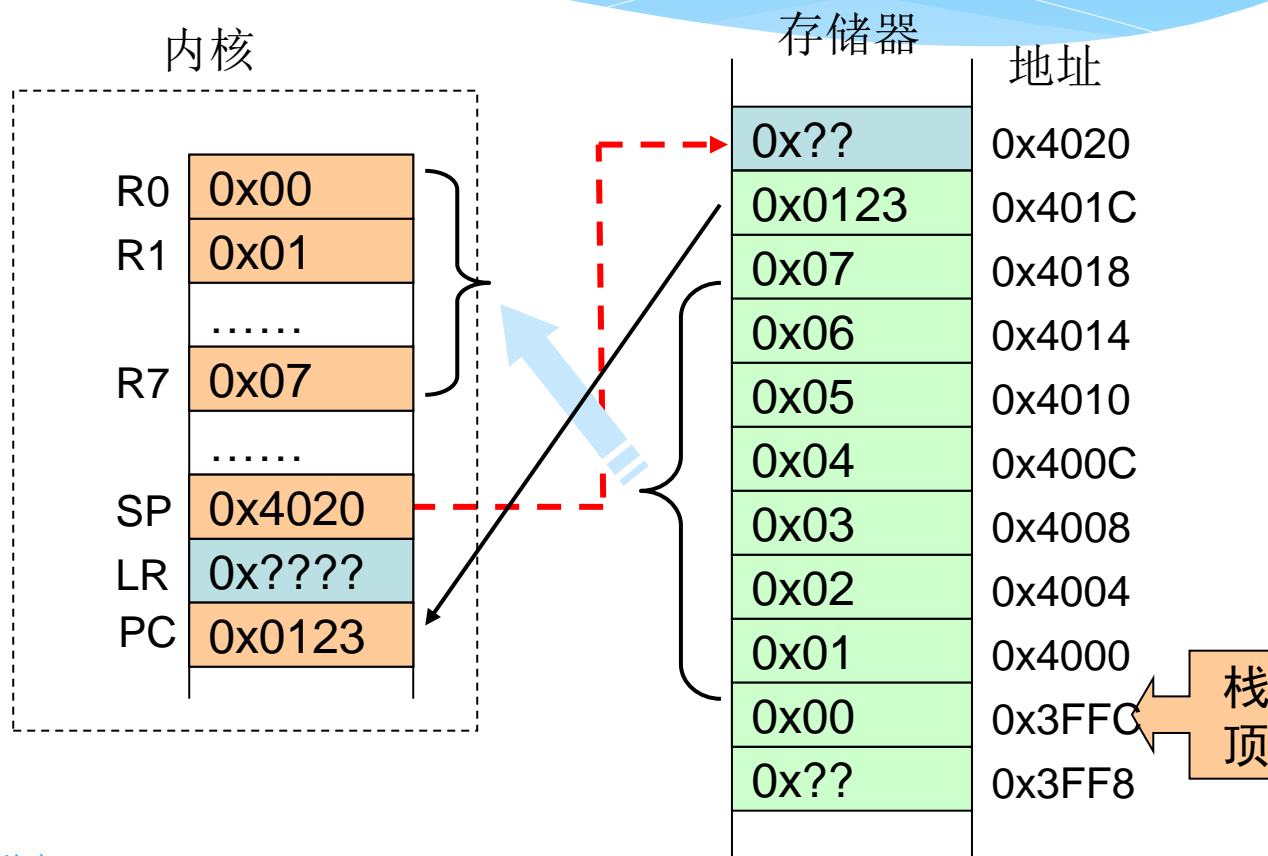 内核
存储器
地址
R0 0x00
R1 0x01
……
R7 0x07
……
SP 0x4020
LR 0x????
PC 0x0123
0x?? 0x4020
0x0123 0x401C
0x07 0x4018
0x06 0x4014
0x05 0x4010
0x04 0x400C
0x03 0x4008
0x02 0x4004
0x01 0x4000
0x00 0x3FFC
0x?? 0x3FF8
栈
顶